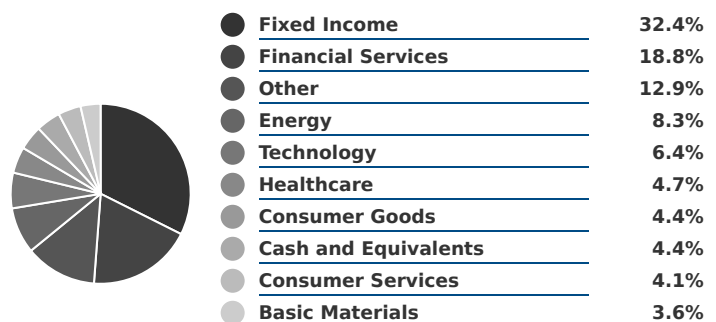 Fixed Income 32.4%
Financial Services 18.8%
Other 12.9%
Energy 8.3%
Technology 6.4%
Healthcare 4.7%
Consumer Goods 4.4%
Cash and Equivalents 4.4%
Consumer Services 4.1%
Basic Materials 3.6%